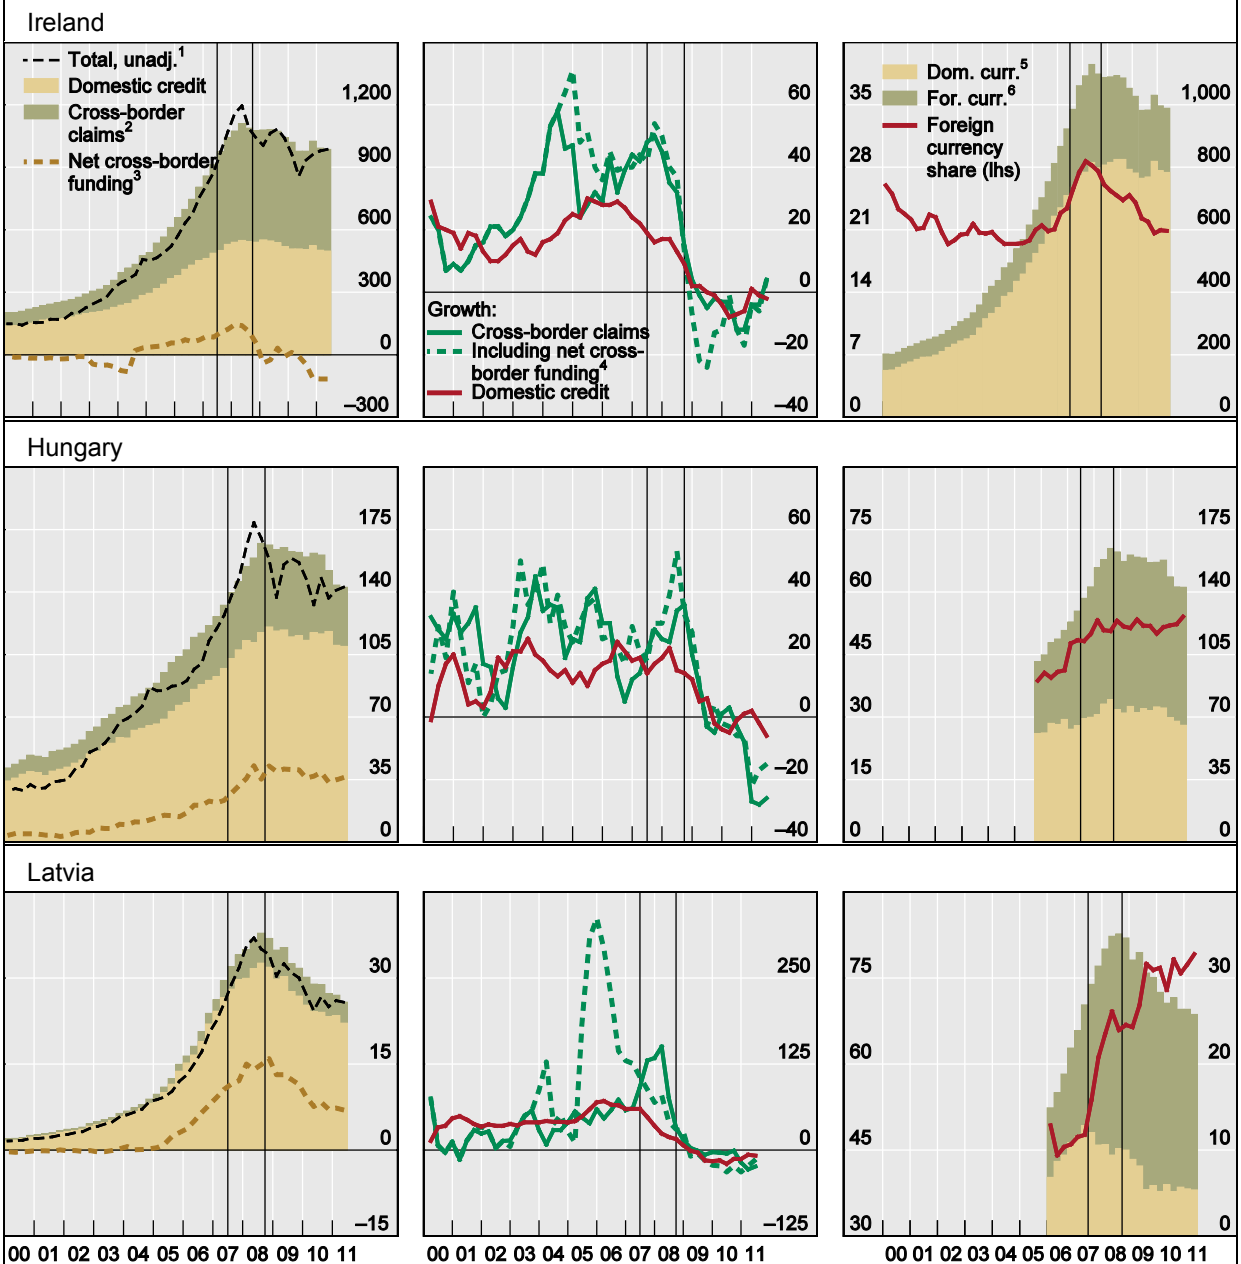 Ireland
Total, unadj.1
Domestic credit
Cross-border
claims2
Net cross-border
funding3
1,200
900
600
300
0
–300
60
40
20
0
–20
–40
Growth:
Cross-border claims
Including net cross-
border funding4
Domestic credit
Dom. curr.5
For. curr.6
Foreign
currency
share (lhs)
35
28
21
14
7
0
1,000
800
600
400
200
0
Hungary
175
140
105
70
35
0
60
40
20
0
–20
–40
75
60
45
30
15
0
175
140
105
70
35
0
Latvia
30
15
0
–15
250
125
0
–125
75
60
45
30
30
20
10
0
00 01 02 03 04 05 06 07 08 09 10 11
00 01 02 03 04 05 06 07 08 09 10 11
00 01 02 03 04 05 06 07 08 09 10 11